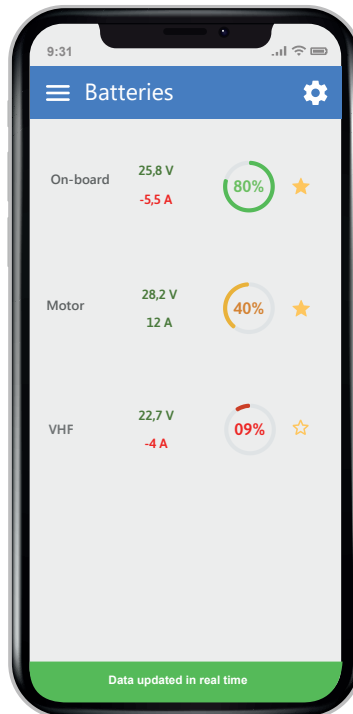 9:31
Batteries
On-board
25,8 V
-5,5 A
80%
Motor
28,2 V
12 A
40%
VHF
22,7 V
-4 A
09%
Data updated in real time